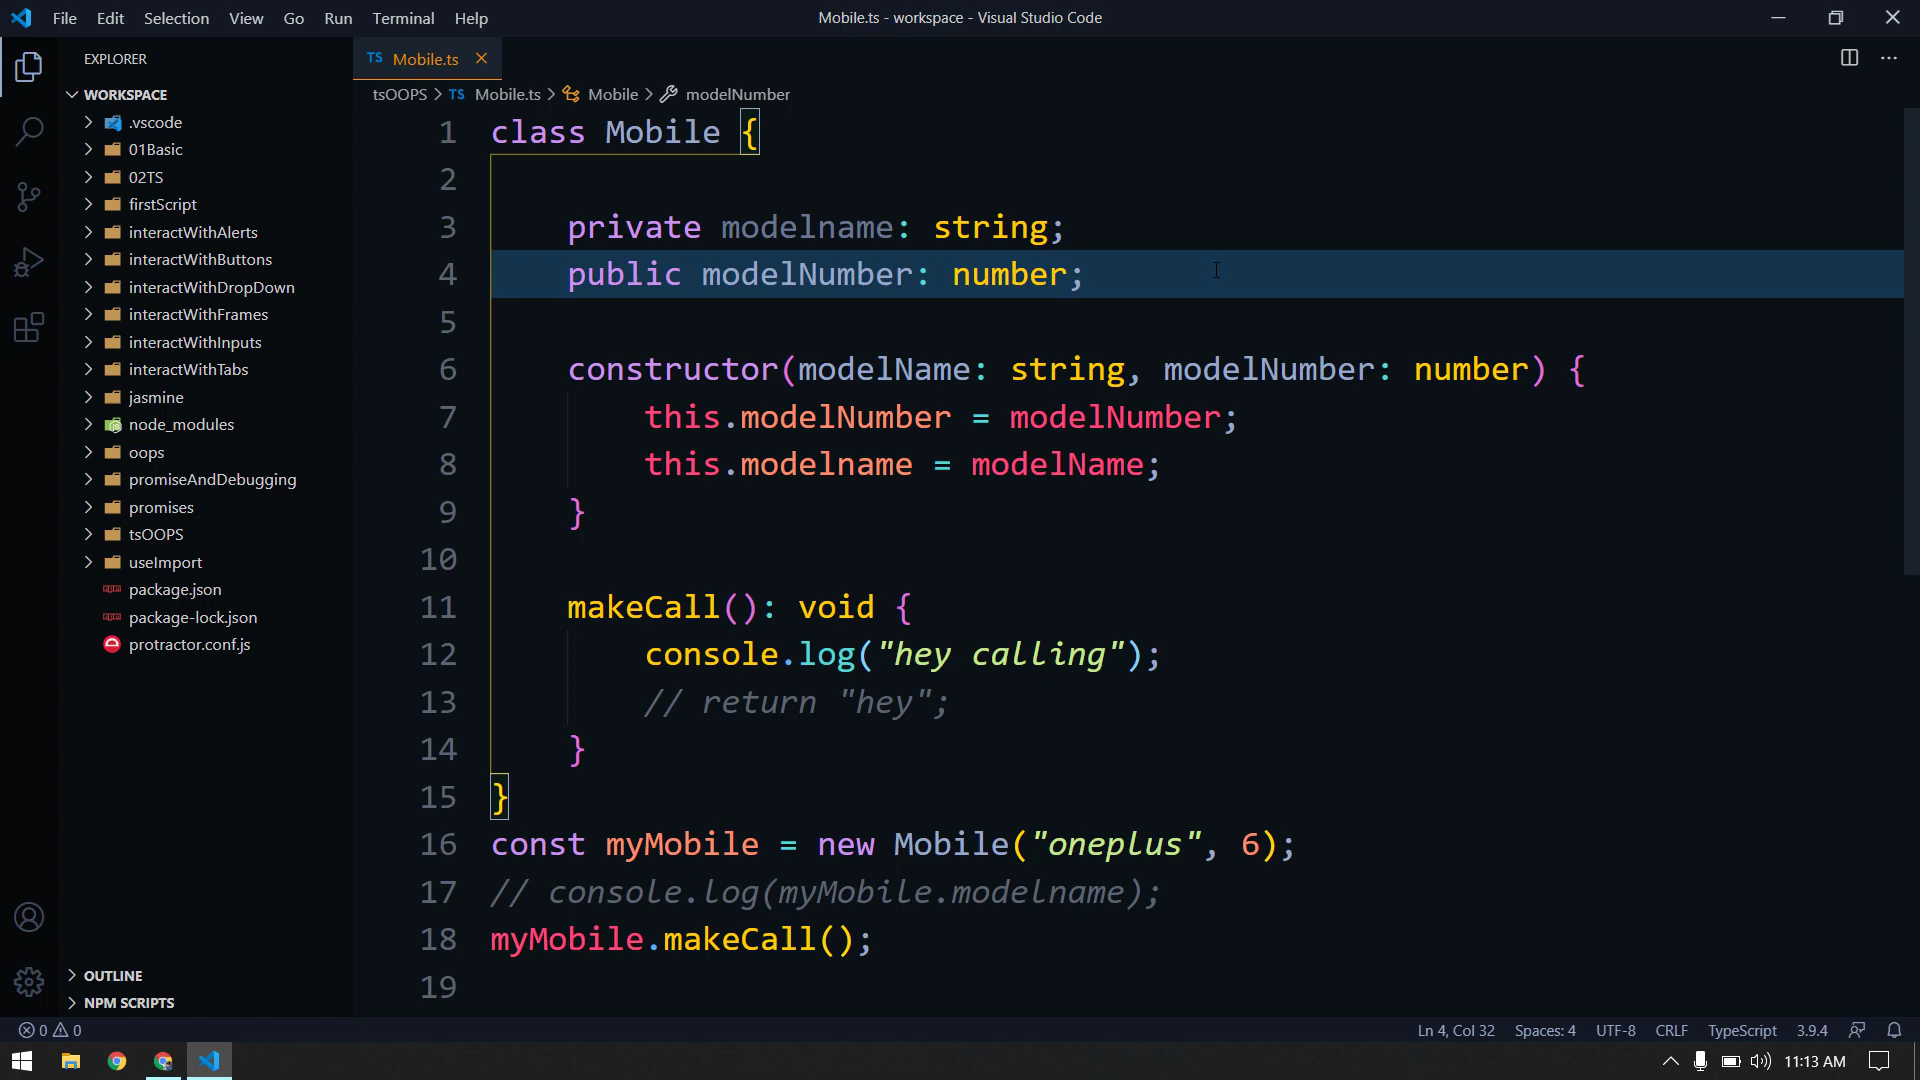 File Edit Selection View Go Run Terminal Help
Mobile.ts - workspace - Visual Studio Code
EXPLORER
TS Mobile.ts
WORKSPACE
.vscode
01Basic
02TS
firstScript
interactWithAlerts
interactWithButtons
interactWithDropDown
interactWithFrames
interactWithInputs
interactWithTabs
jasmine
node_modules
oops
promiseAndDebugging
promises
tsOOPS
useImport
package.json
package-lock.json
protractor.conf.js
OUTLINE
NPM SCRIPTS
tsOOPS > TS Mobile.ts > Mobile > modelNumber
1 class Mobile {
2
3 private modelname: string;
4 public modelNumber: number;
5
6 constructor(modelName: string, modelNumber: number) {
7 this.modelNumber = modelNumber;
8 this.modelname = modelName;
9 }
10
11 makeCall(): void {
12 console.log("hey calling");
13 // return "hey";
14 }
15 }
16 const myMobile = new Mobile("oneplus", 6);
17 // console.log(myMobile.modelname);
18 myMobile.makeCall();
19
0 0
Ln 4, Col 32 Spaces: 4 UTF-8 CRLF TypeScript 3.9.4
11:13 AM